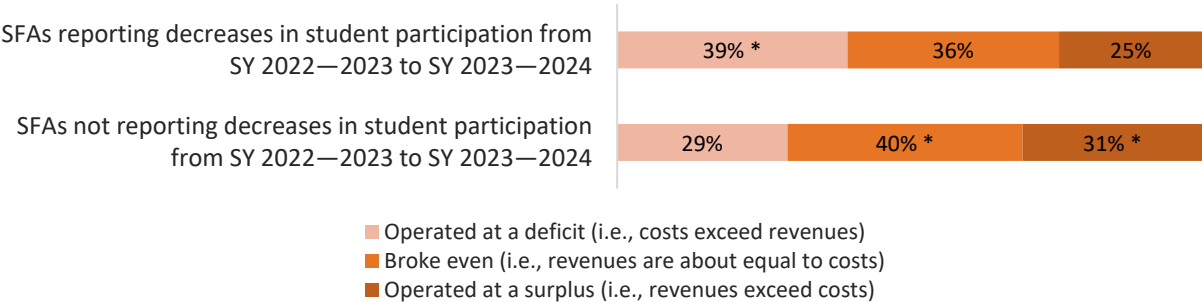 SFAs reporting decreases in student participation from
SY 2022—2023 to SY 2023—2024
39% *
36%
25%
SFAs not reporting decreases in student participation
from SY 2022—2023 to SY 2023—2024
29%
40% *
31% *
Operated at a deficit (i.e., costs exceed revenues)
Broke even (i.e., revenues are about equal to costs)
Operated at a surplus (i.e., revenues exceed costs)